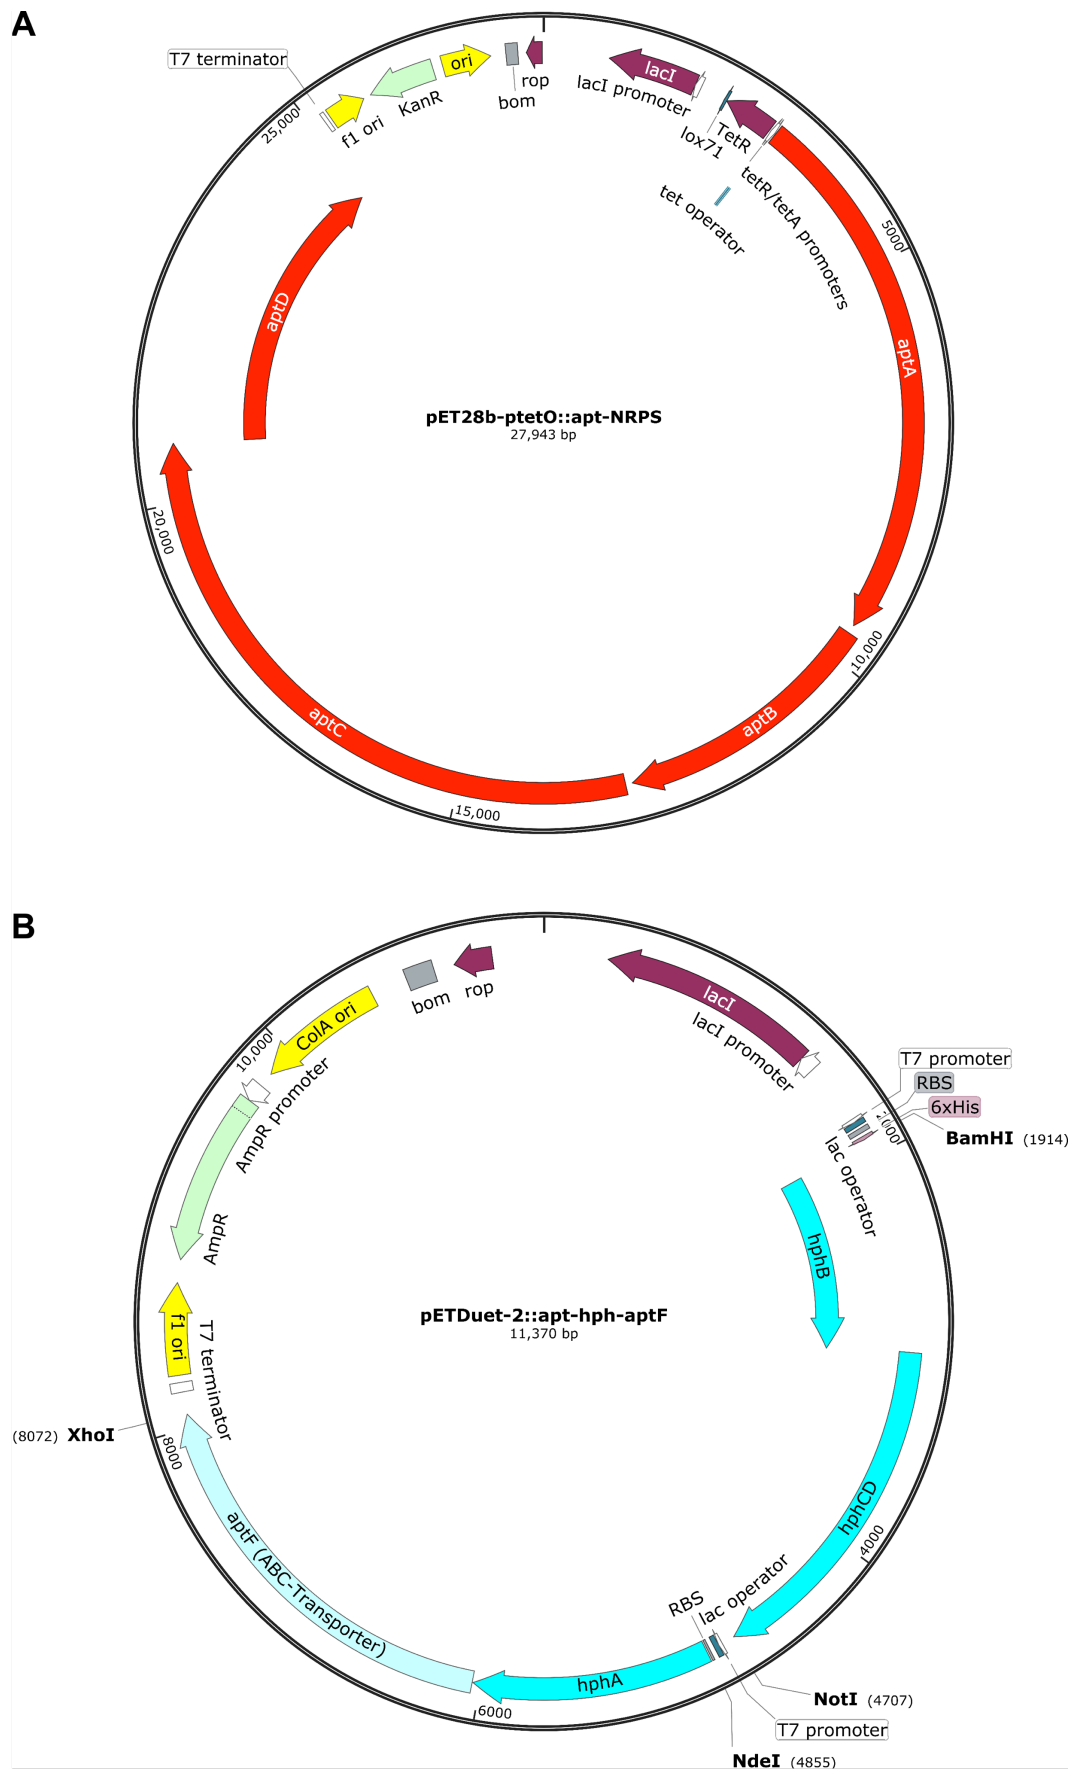 A
T7 terminator
ori
rop
bom
KanR
f1 ori
25,000
lacI
lacI promoter
lox71
TetR
tetR/tetA promoters
tet operator
5000
aptA
aptD
pET28b-ptetO::apt-NRPS
27,943 bp
10,000
aptB
20,000
aptC
15,000
B
bom
rop
ColA ori
10,000
AmpR promoter
AmpR
lacI
lacI promoter
T7 promoter
RBS
6xHis
BamHI (1914)
lac operator
hphB
f1 ori
T7 terminator
pETDuet-2::apt-hph-aptF
11,370 bp
(8072) XhoI
8000
hphCD
4000
aptF (ABC-Transporter)
RBS
lac operator
hphA
6000
NotI (4707)
T7 promoter
NdeI (4855)